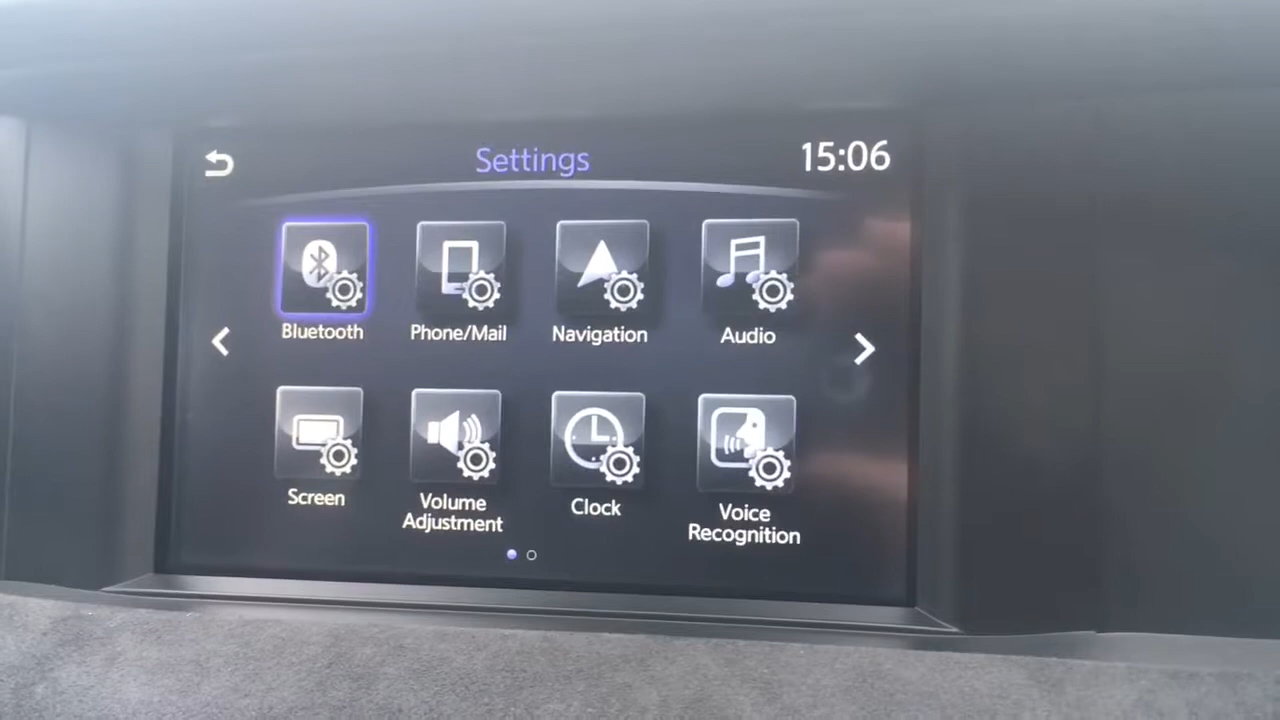 Settings
15:06
Bluetooth
Phone/Mail
Navigation
Audio
Screen
Volume
Adjustment
Clock
Voice
Recognition